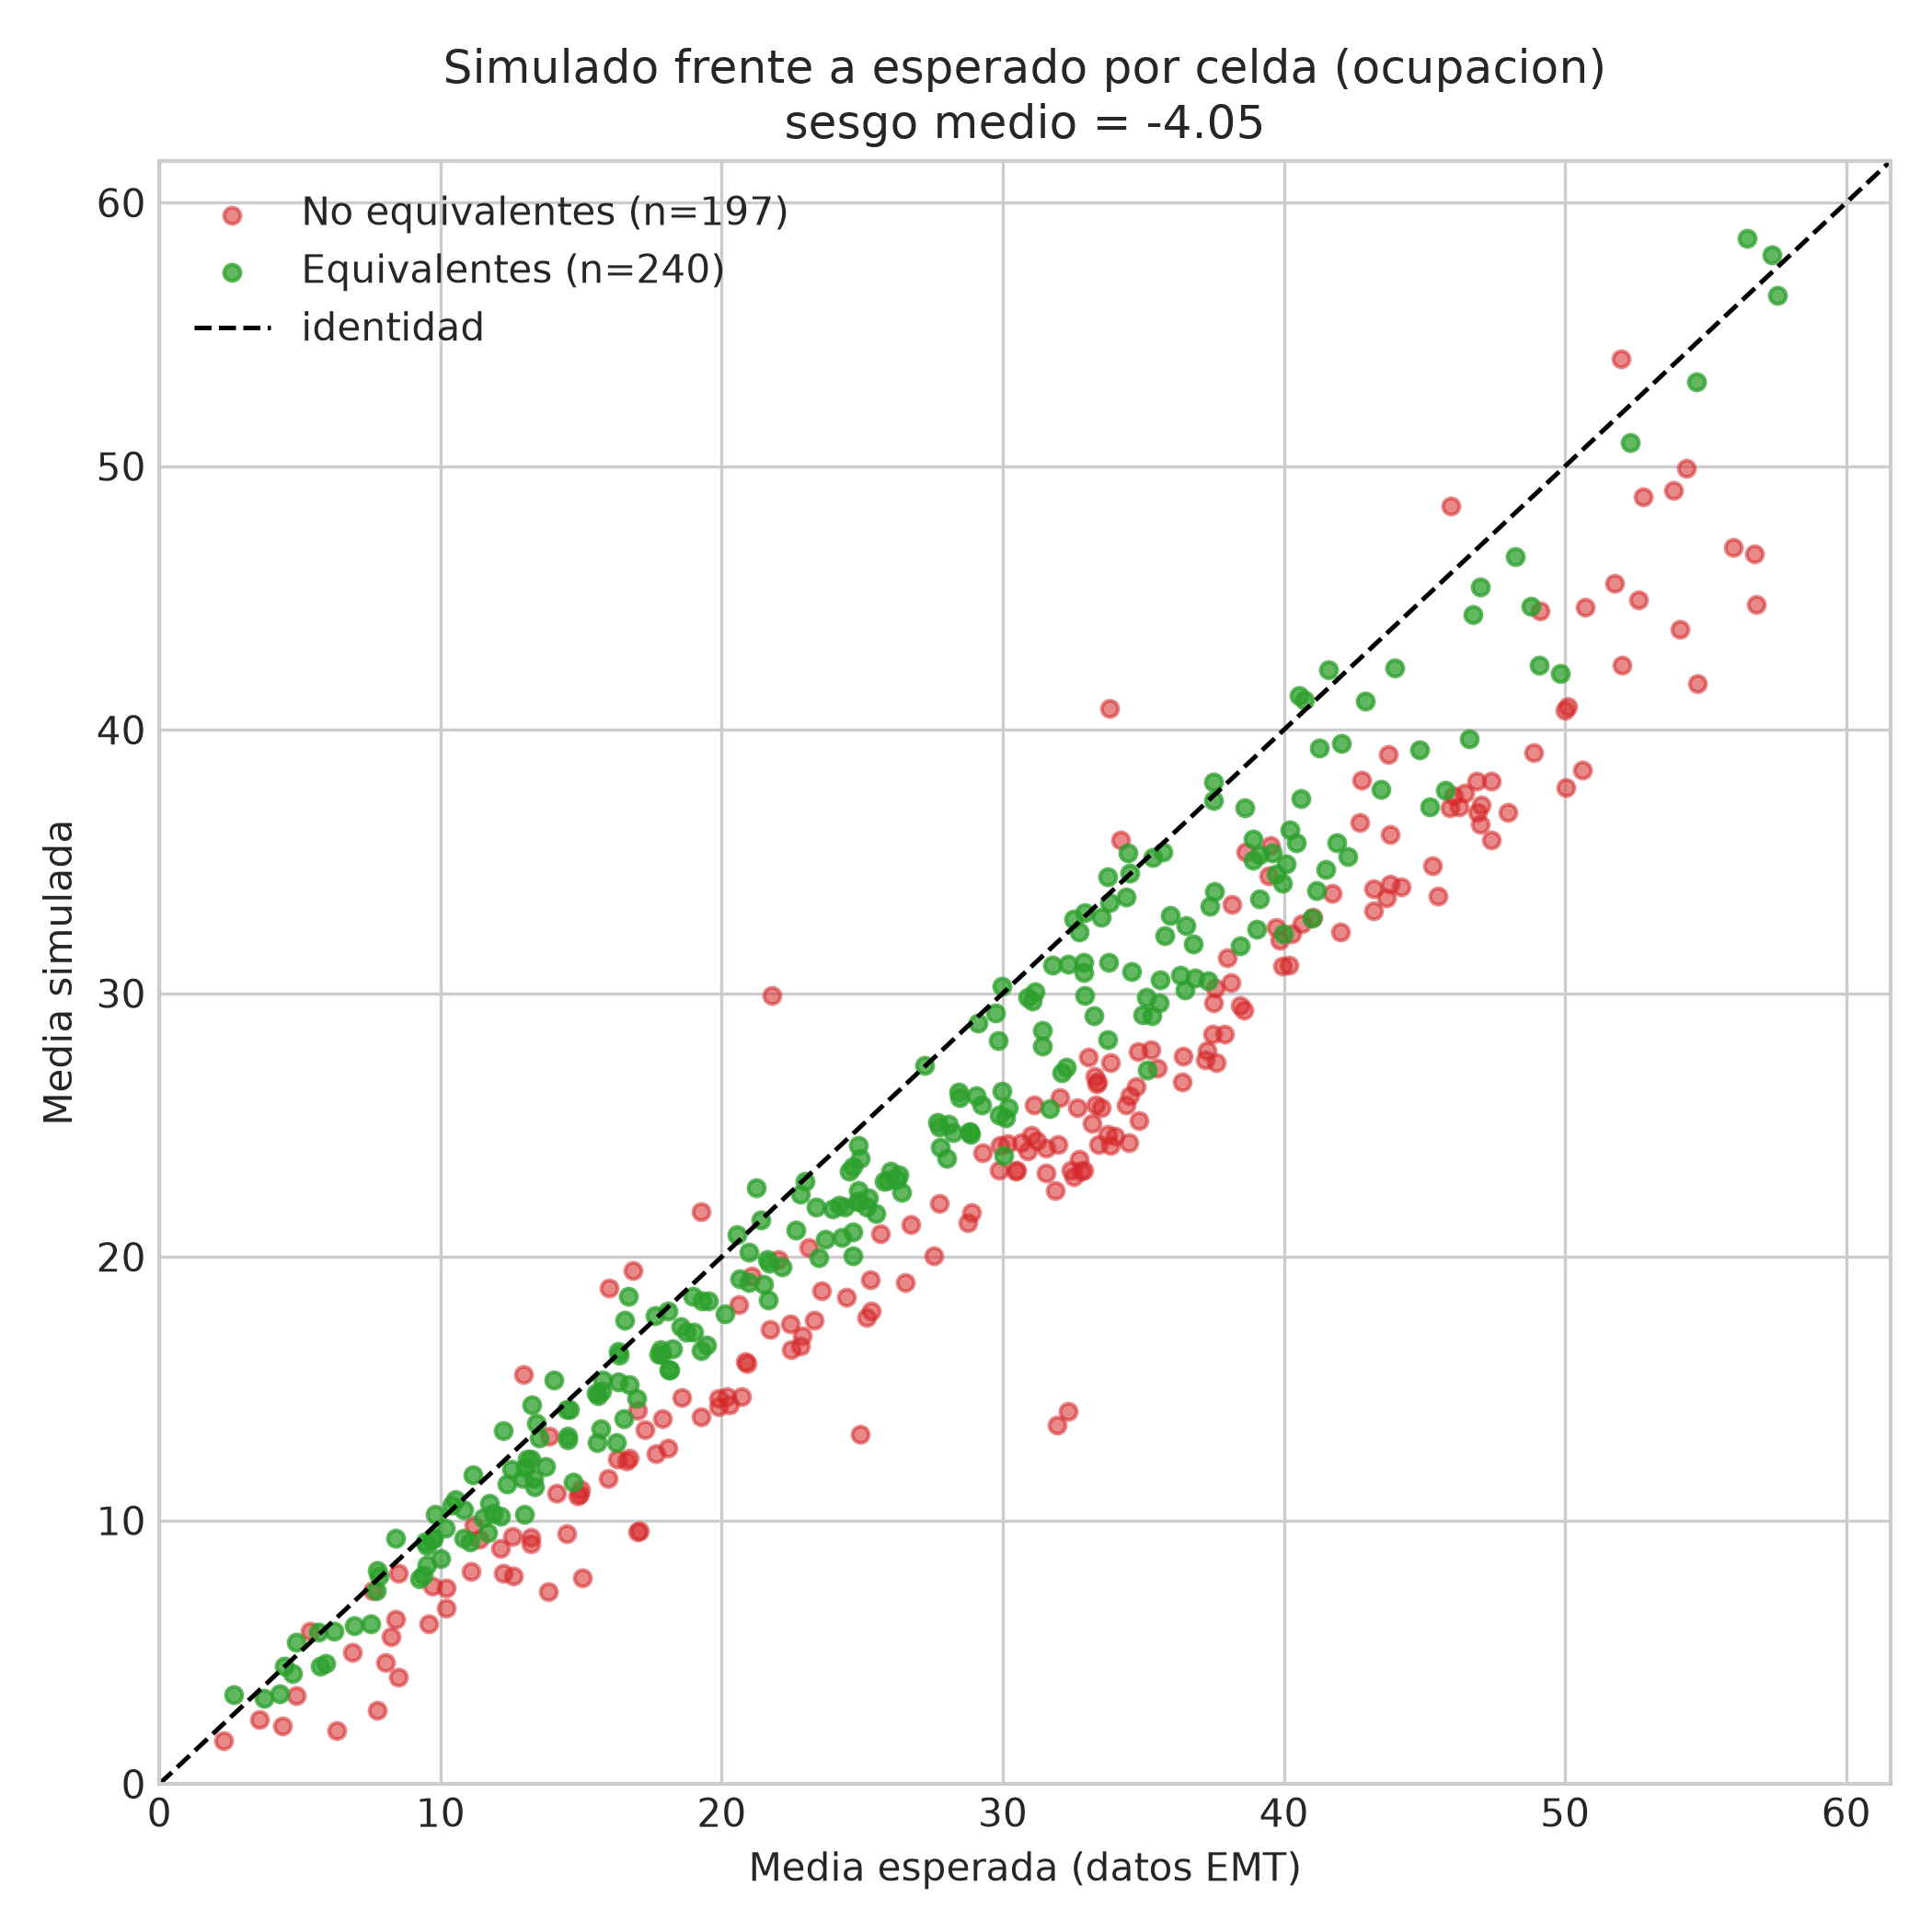 Simulado frente a esperado por celda (ocupacion)
sesgo medio = -4.05
No equivalentes (n=197)
Equivalentes (n=240)
identidad
60
50
40
30
20
10
0
Media simulada
0 10 20 30 40 50 60
Media esperada (datos EMT)